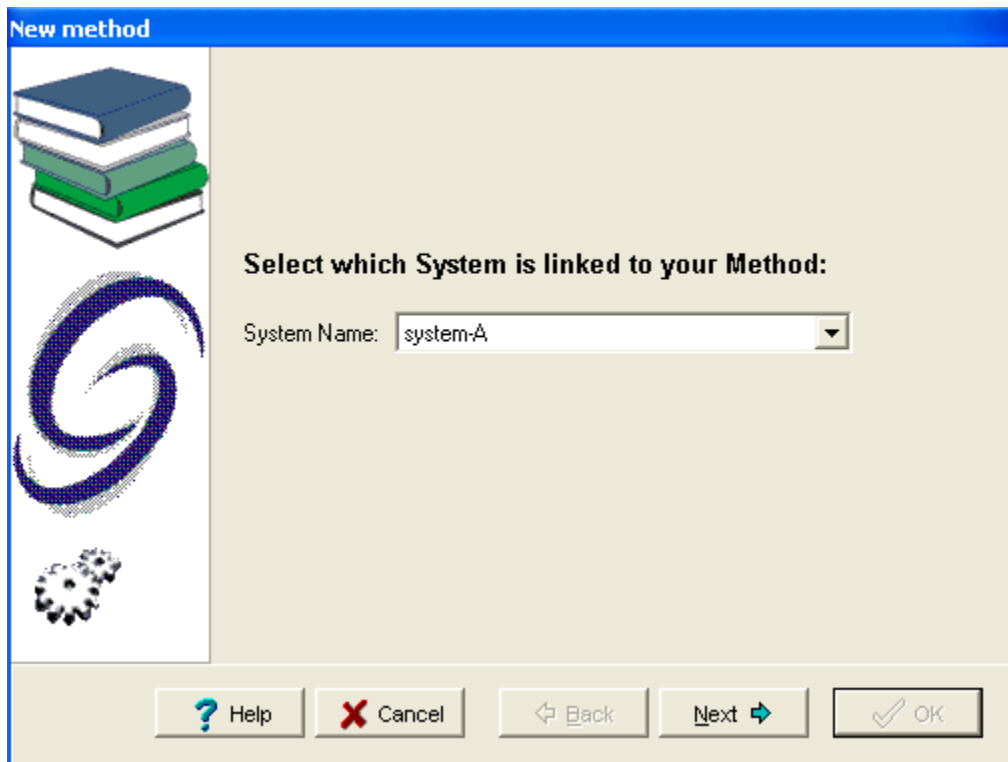 New method
Select which System is linked to your Method:
System Name: system-A
? Help Cancel Back Next OK